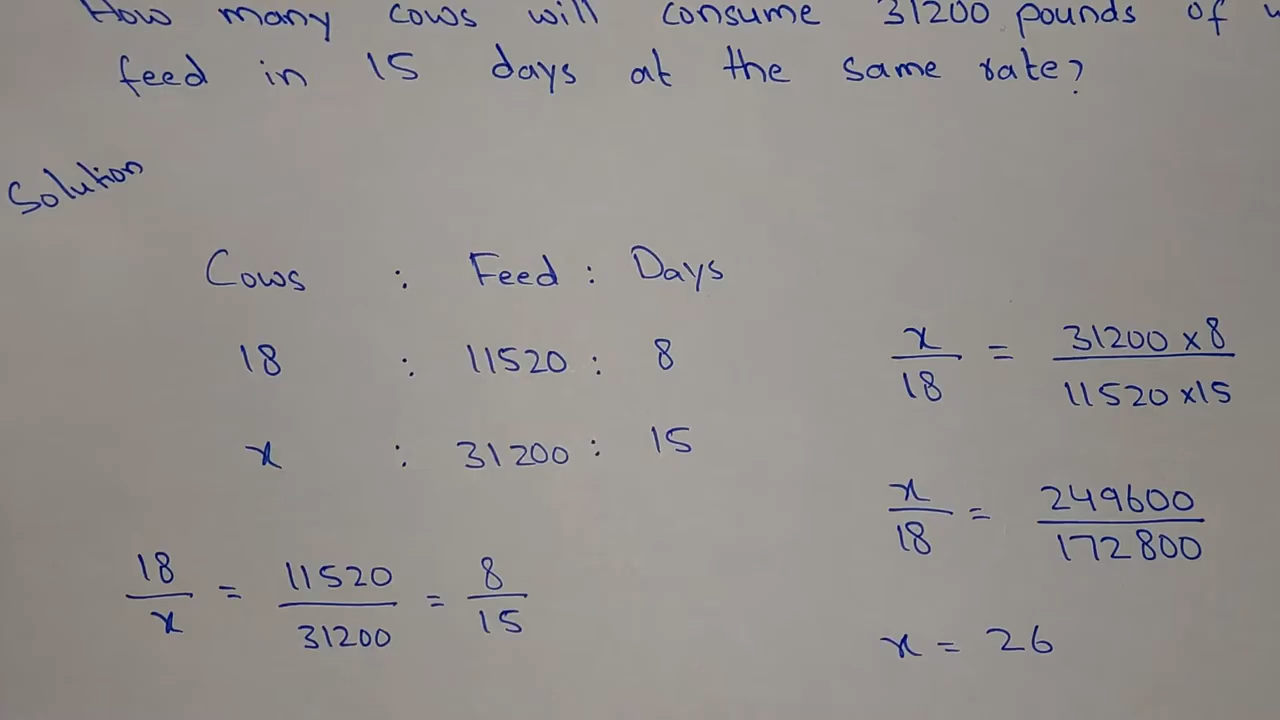 How many cows will consume 31200 pounds of
feed in 15 days at the same rate?
Solution
Cows : Feed : Days
18 : 11520 : 8
x : 31200 : 15
18/x = 11520/31200 = 8/15
x/18 = 31200 x 8 / 11520 x 15
x/18 = 249600/172800
x = 26